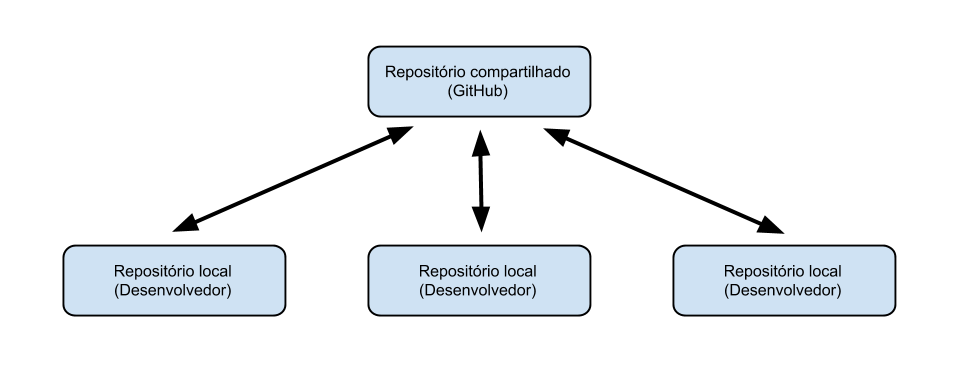 Repositório compartilhado
(GitHub)
Repositório local
(Desenvolvedor)
Repositório local
(Desenvolvedor)
Repositório local
(Desenvolvedor)